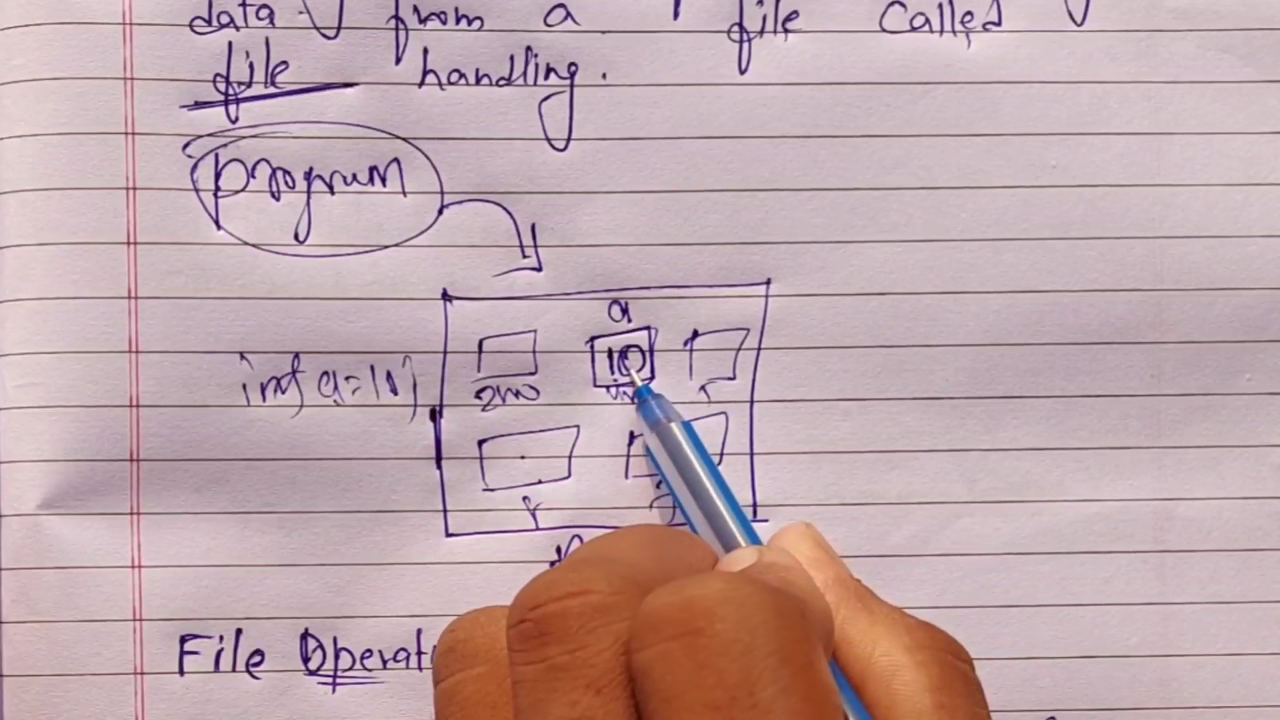 data from a file called
file handling.
program
a
int a=10;
10
File Operat